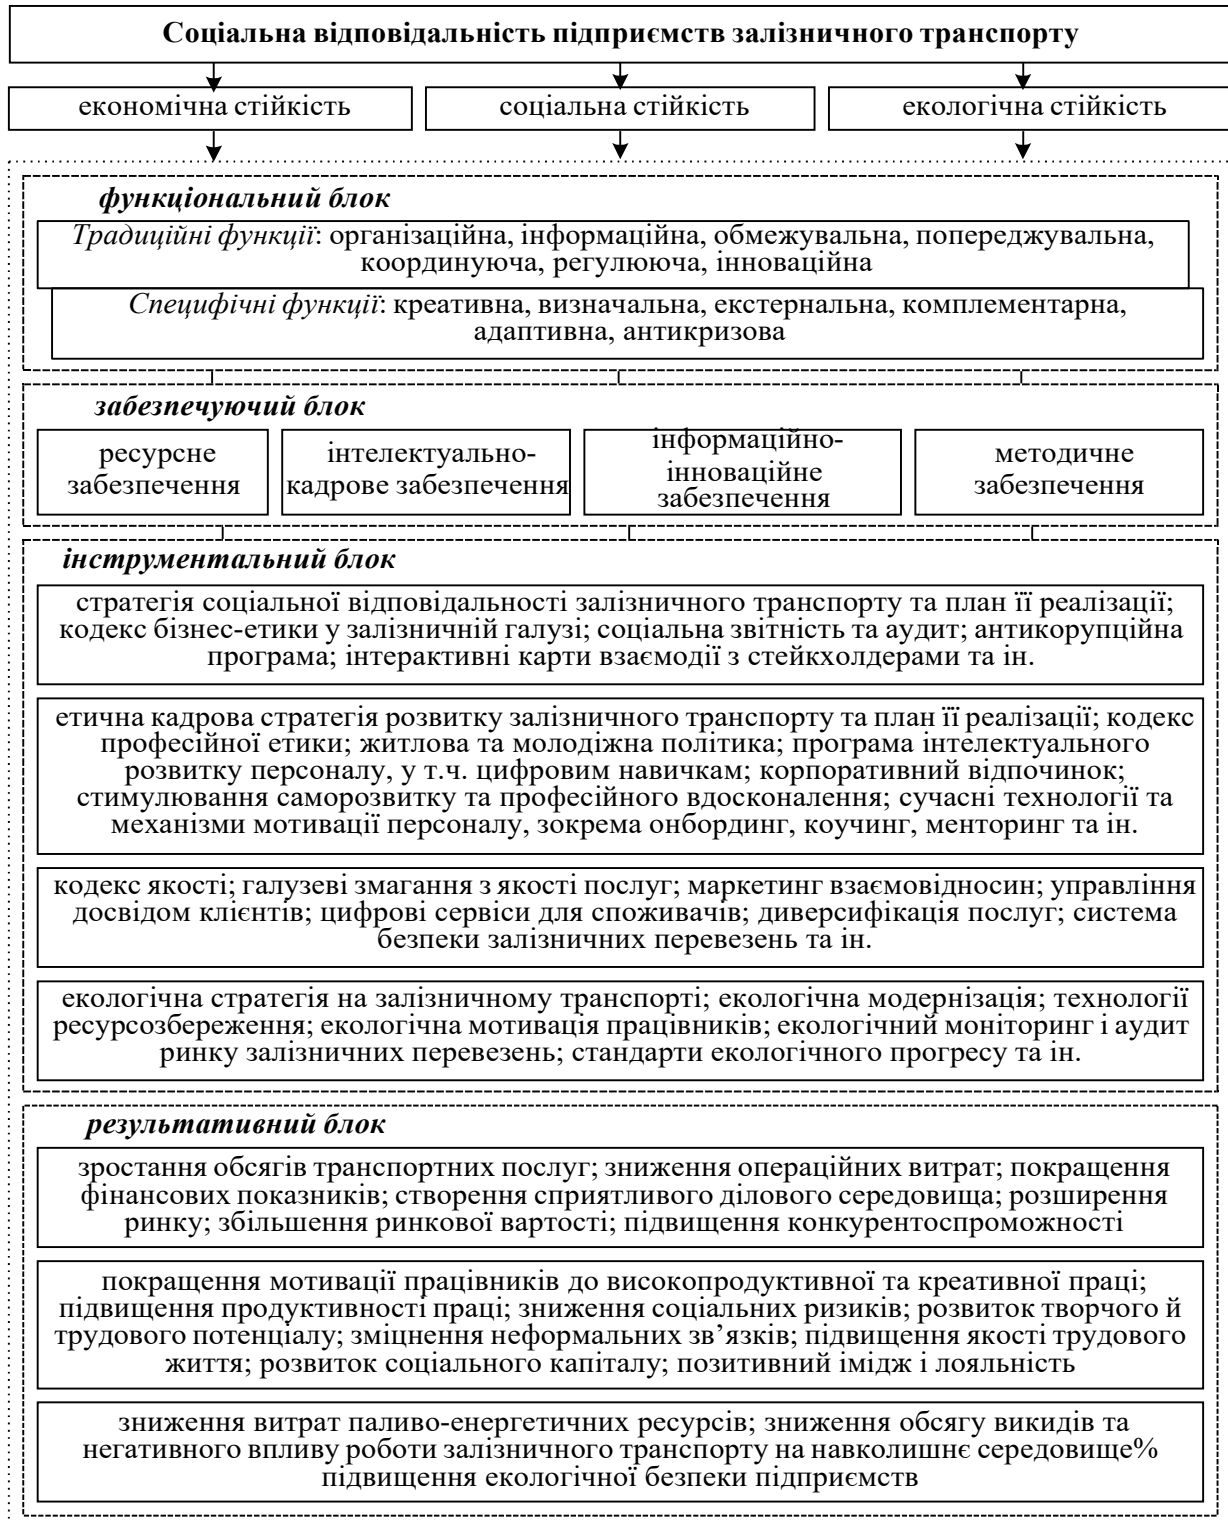 Соціальна відповідальність підприємств залізничного транспорту
економічна стійкість
соціальна стійкість
екологічна стійкість
функціональний блок
Традиційні функції: організаційна, інформаційна, обмежувальна, попереджувальна,
координуюча, регулююча, інноваційна
Специфічні функції: креативна, визначальна, екстернальна, комплементарна,
адаптивна, антикризова
забезпечуючий блок
ресурсне
забезпечення
інтелектуально-
кадрове забезпечення
інформаційно-
інноваційне
забезпечення
методичне
забезпечення
інструментальний блок
стратегія соціальної відповідальності залізничного транспорту та план її реалізації;
кодекс бізнес-етики у залізничній галузі; соціальна звітність та аудит; антикорупційна
програма; інтерактивні карти взаємодії з стейкхолдерами та ін.
етична кадрова стратегія розвитку залізничного транспорту та план її реалізації; кодекс
професійної етики; житлова та молодіжна політика; програма інтелектуального
розвитку персоналу, у т.ч. цифровим навичкам; корпоративний відпочинок;
стимулювання саморозвитку та професійного вдосконалення; сучасні технології та
механізми мотивації персоналу, зокрема онбординг, коучинг, менторинг та ін.
кодекс якості; галузеві змагання з якості послуг; маркетинг взаємовідносин; управління
досвідом клієнтів; цифрові сервіси для споживачів; диверсифікація послуг; система
безпеки залізничних перевезень та ін.
екологічна стратегія на залізничному транспорті; екологічна модернізація; технології
ресурсозбереження; екологічна мотивація працівників; екологічний моніторинг і аудит
ринку залізничних перевезень; стандарти екологічного прогресу та ін.
результативний блок
зростання обсягів транспортних послуг; зниження операційних витрат; покращення
фінансових показників; створення сприятливого ділового середовища; розширення
ринку; збільшення ринкової вартості; підвищення конкурентоспроможності
покращення мотивації працівників до високопродуктивної та креативної праці;
підвищення продуктивності праці; зниження соціальних ризиків; розвиток творчого й
трудового потенціалу; зміцнення неформальних зв’язків; підвищення якості трудового
життя; розвиток соціального капіталу; позитивний імідж і лояльність
зниження витрат паливо-енергетичних ресурсів; зниження обсягу викидів та
негативного впливу роботи залізничного транспорту на навколишнє середовище%
підвищення екологічної безпеки підприємств